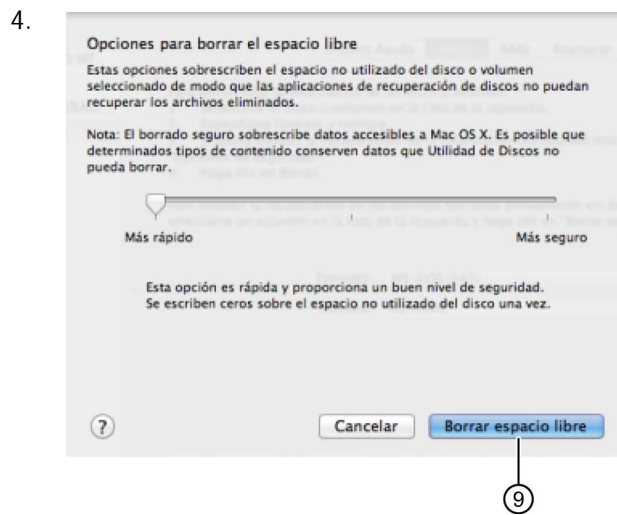 4.
Opciones para borrar el espacio libre
Estas opciones sobrescriben el espacio no utilizado del disco o volumen
seleccionado de modo que las aplicaciones de recuperación de discos no puedan
recuperar los archivos eliminados.
Nota: El borrado seguro sobrescribe datos accesibles a Mac OS X. Es posible que
determinados tipos de contenido conserven datos que Utilidad de Discos no
pueda borrar.
Más rápido Más seguro
Esta opción es rápida y proporciona un buen nivel de seguridad.
Se escriben ceros sobre el espacio no utilizado del disco una vez.
? Cancelar Borrar espacio libre
9